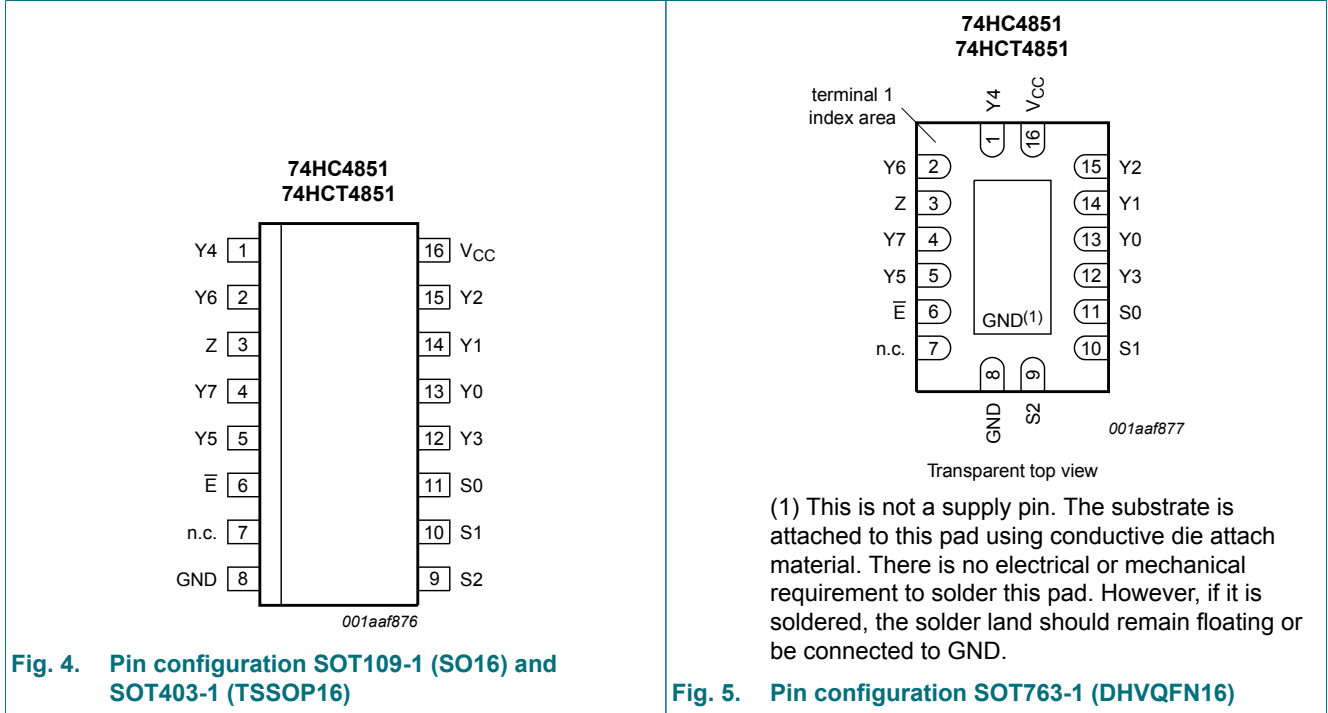 74HC4851
74HCT4851
Y4 1 16 VCC
Y6 2 15 Y2
Z 3 14 Y1
Y7 4 13 Y0
Y5 5 12 Y3
E̅ 6 11 S0
n.c. 7 10 S1
GND 8 9 S2
001aaf876
Fig. 4. Pin configuration SOT109-1 (SO16) and
SOT403-1 (TSSOP16)
74HC4851
74HCT4851
terminal 1
index area
Y4 VCC
1 16
Y6 2 15 Y2
Z 3 14 Y1
Y7 4 13 Y0
Y5 5 12 Y3
E̅ 6 11 S0
GND(1)
n.c. 7 10 S1
8 9
GND S2
001aaf877
Transparent top view
(1) This is not a supply pin. The substrate is
attached to this pad using conductive die attach
material. There is no electrical or mechanical
requirement to solder this pad. However, if it is
soldered, the solder land should remain floating or
be connected to GND.
Fig. 5. Pin configuration SOT763-1 (DHVQFN16)